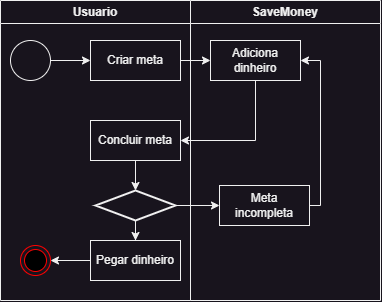 Usuario
SaveMoney
Criar meta
Adiciona
dinheiro
Concluir meta
Meta
incompleta
Pegar dinheiro